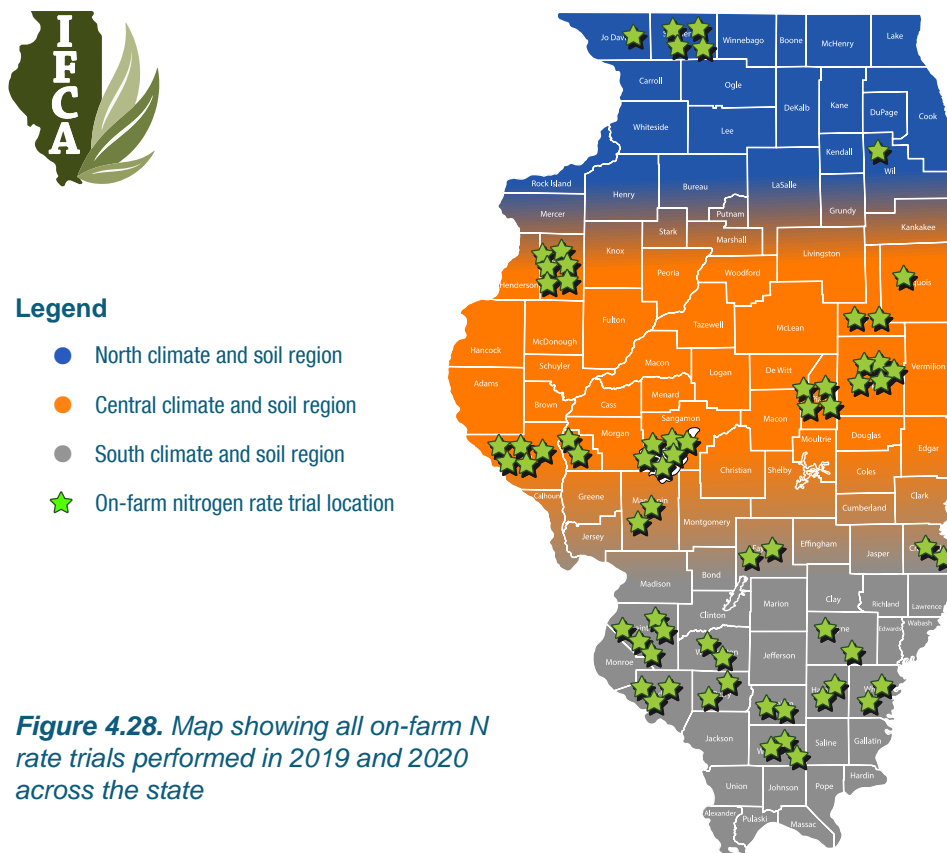 IFCA
Jo Davi
S
Winnebago
Boone
McHenry
Lake
Carroll
Ogle
DeKalb
Kane
DuPage
Cook
Whiteside
Lee
Kendall
Wil
Rock Island
Henry
Bureau
LaSalle
Grundy
Mercer
Putnam
Kankakee
Stark
Marshall
Knox
Peoria
Woodford
Livingston
Henderson
quois
Fulton
Tazewell
McLean
Hancock
McDonough
Schuyler
Macon
Logan
De Witt
Vermilion
Adams
Brown
Cass
Menard
Macon
Morgan
Sangamon
Moultrie
Douglas
Edgar
Christian
Shelby
Coles
Calhoun
Greene
Cumberland
Clark
Jersey
Montgomery
Effingham
Jasper
Madison
Bond
Clay
Richland
Lawrence
Clinton
Marion
Edwards
Wabash
Monroe
Jefferson
Jackson
Saline
Gallatin
Union
Johnson
Pope
Hardin
Alexander
Pulaski
Massac
Legend
North climate and soil region
Central climate and soil region
South climate and soil region
On-farm nitrogen rate trial location
Figure 4.28. Map showing all on-farm N
rate trials performed in 2019 and 2020
across the state